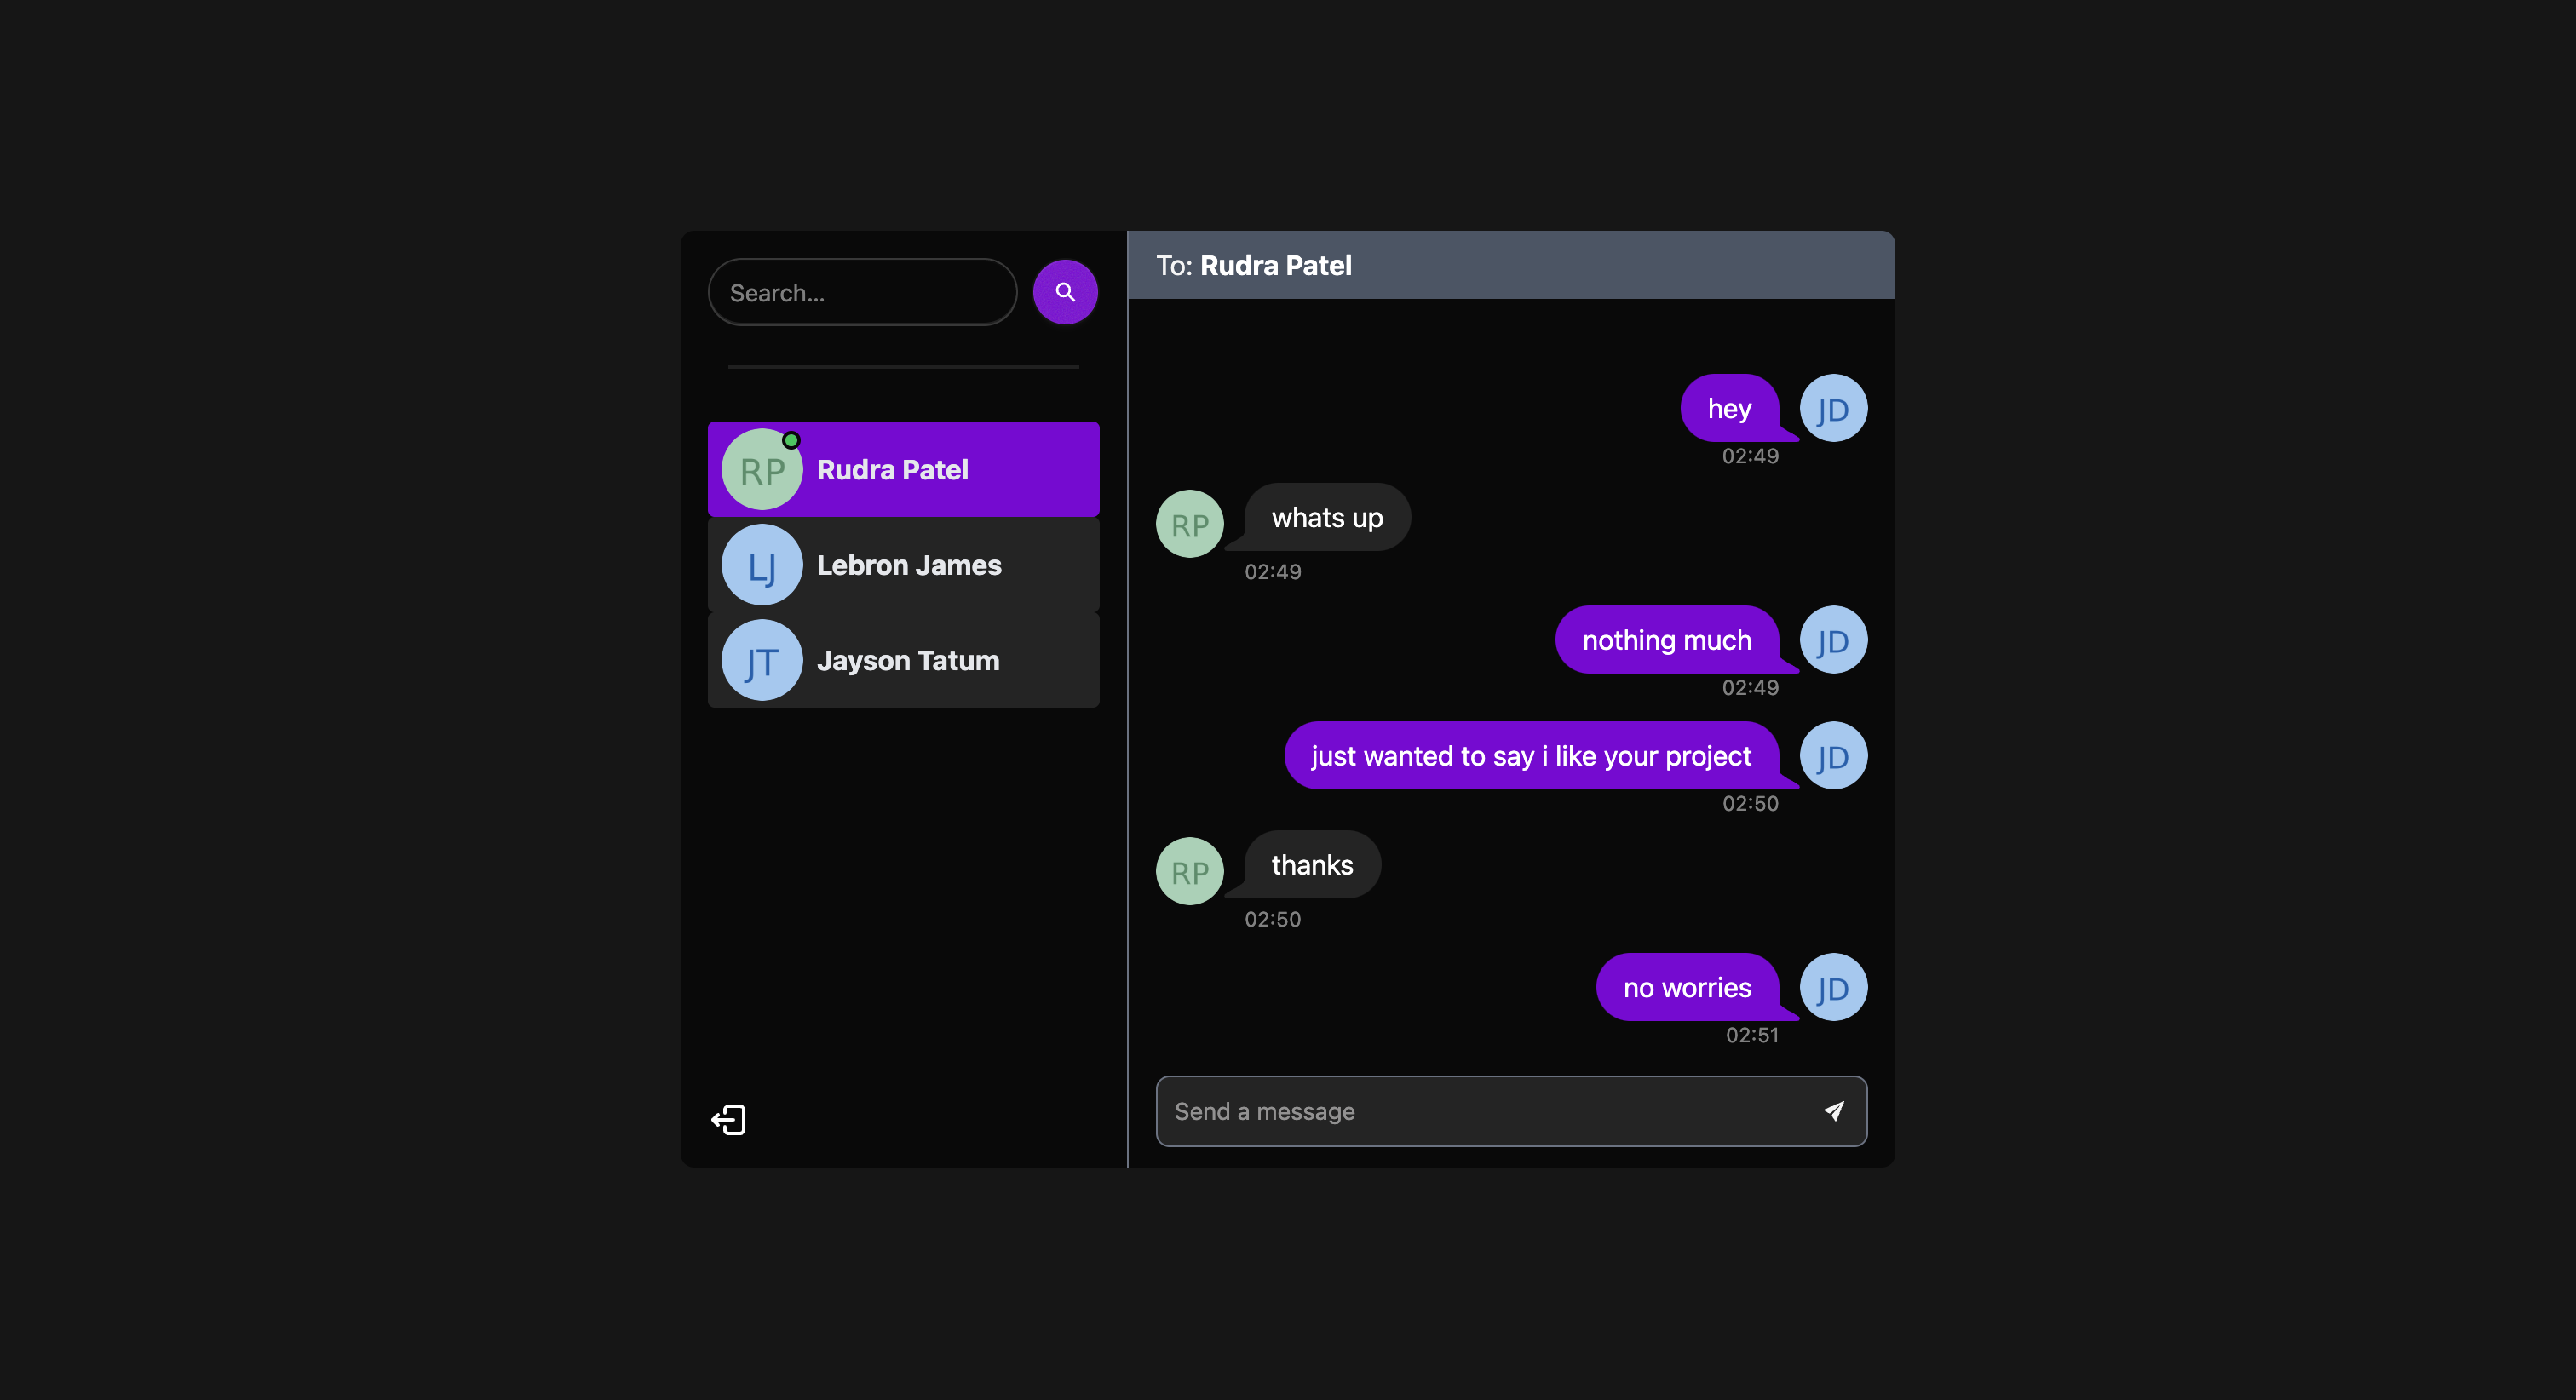 Search...
RP
Rudra Patel
LJ
Lebron James
JT
Jayson Tatum
To: Rudra Patel
hey
JD
02:49
RP
whats up
02:49
nothing much
JD
02:49
just wanted to say i like your project
JD
02:50
RP
thanks
02:50
no worries
JD
02:51
Send a message